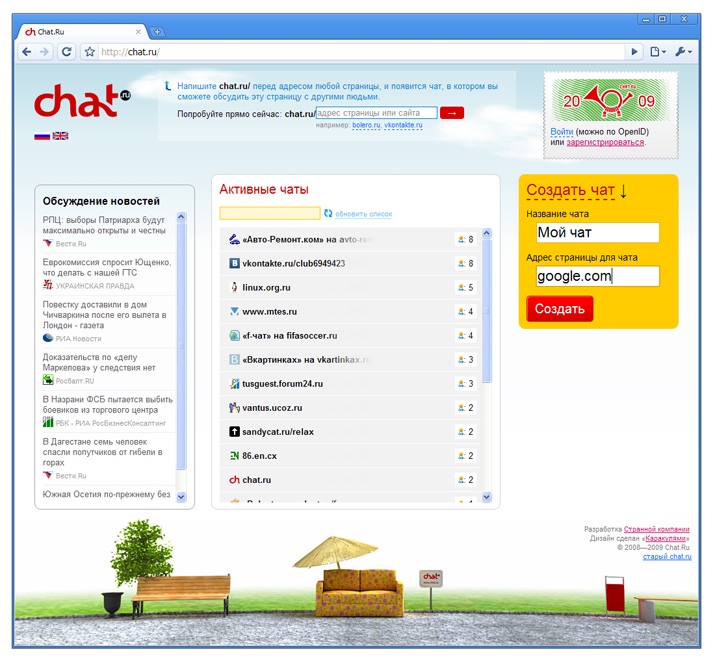 Chat.Ru
http://chat.ru/
chat.ru
Напишите chat.ru/ перед адресом любой страницы, и появится чат, в котором вы
сможете обсудить эту страницу с другими людьми.
Попробуйте прямо сейчас: chat.ru/ адрес страницы или сайта →
например: bolero.ru, vkontakte.ru
CHAT.RU
20 09
Войти (можно по OpenID)
или зарегистрироваться.
Обсуждение новостей
РПЦ: выборы Патриарха будут
максимально открыты и честны
Вести.Ru
Еврокомиссия спросит Ющенко,
что делать с нашей ГТС
УКРАИНСКАЯ ПРАВДА
Повестку доставили в дом
Чичваркина после его вылета в
Лондон - газета
РИА Новости
Доказательств по «делу
Маркелова» у следствия нет
Росбалт.RU
В Назрани ФСБ пытается выбить
боевиков из торгового центра
РБК - РИА РосБизнесКонсалтинг
В Дагестане семь человек
спасли попутчиков от гибели в
горах
Вести.Ru
Южная Осетия по-прежнему без
Активные чаты
обновить список
«Авто-Ремонт.ком» на avto-rem 8
vkontakte.ru/club6949423 8
linux.org.ru 5
www.mtes.ru 4
«f-чат» на fifasoccer.ru 4
«Вкартинках» на vkartinkax.ru 3
tusguest.forum24.ru 3
vantus.ucoz.ru 2
sandycat.ru/relax 2
86.en.cx 2
chat.ru 2
Создать чат ↓
Название чата
Мой чат
Адрес страницы для чата
google.com
Создать
Разработка Странной компании
Дизайн сделан «Каракулями»
© 2008—2009 Chat.Ru
старый chat.ru
chat